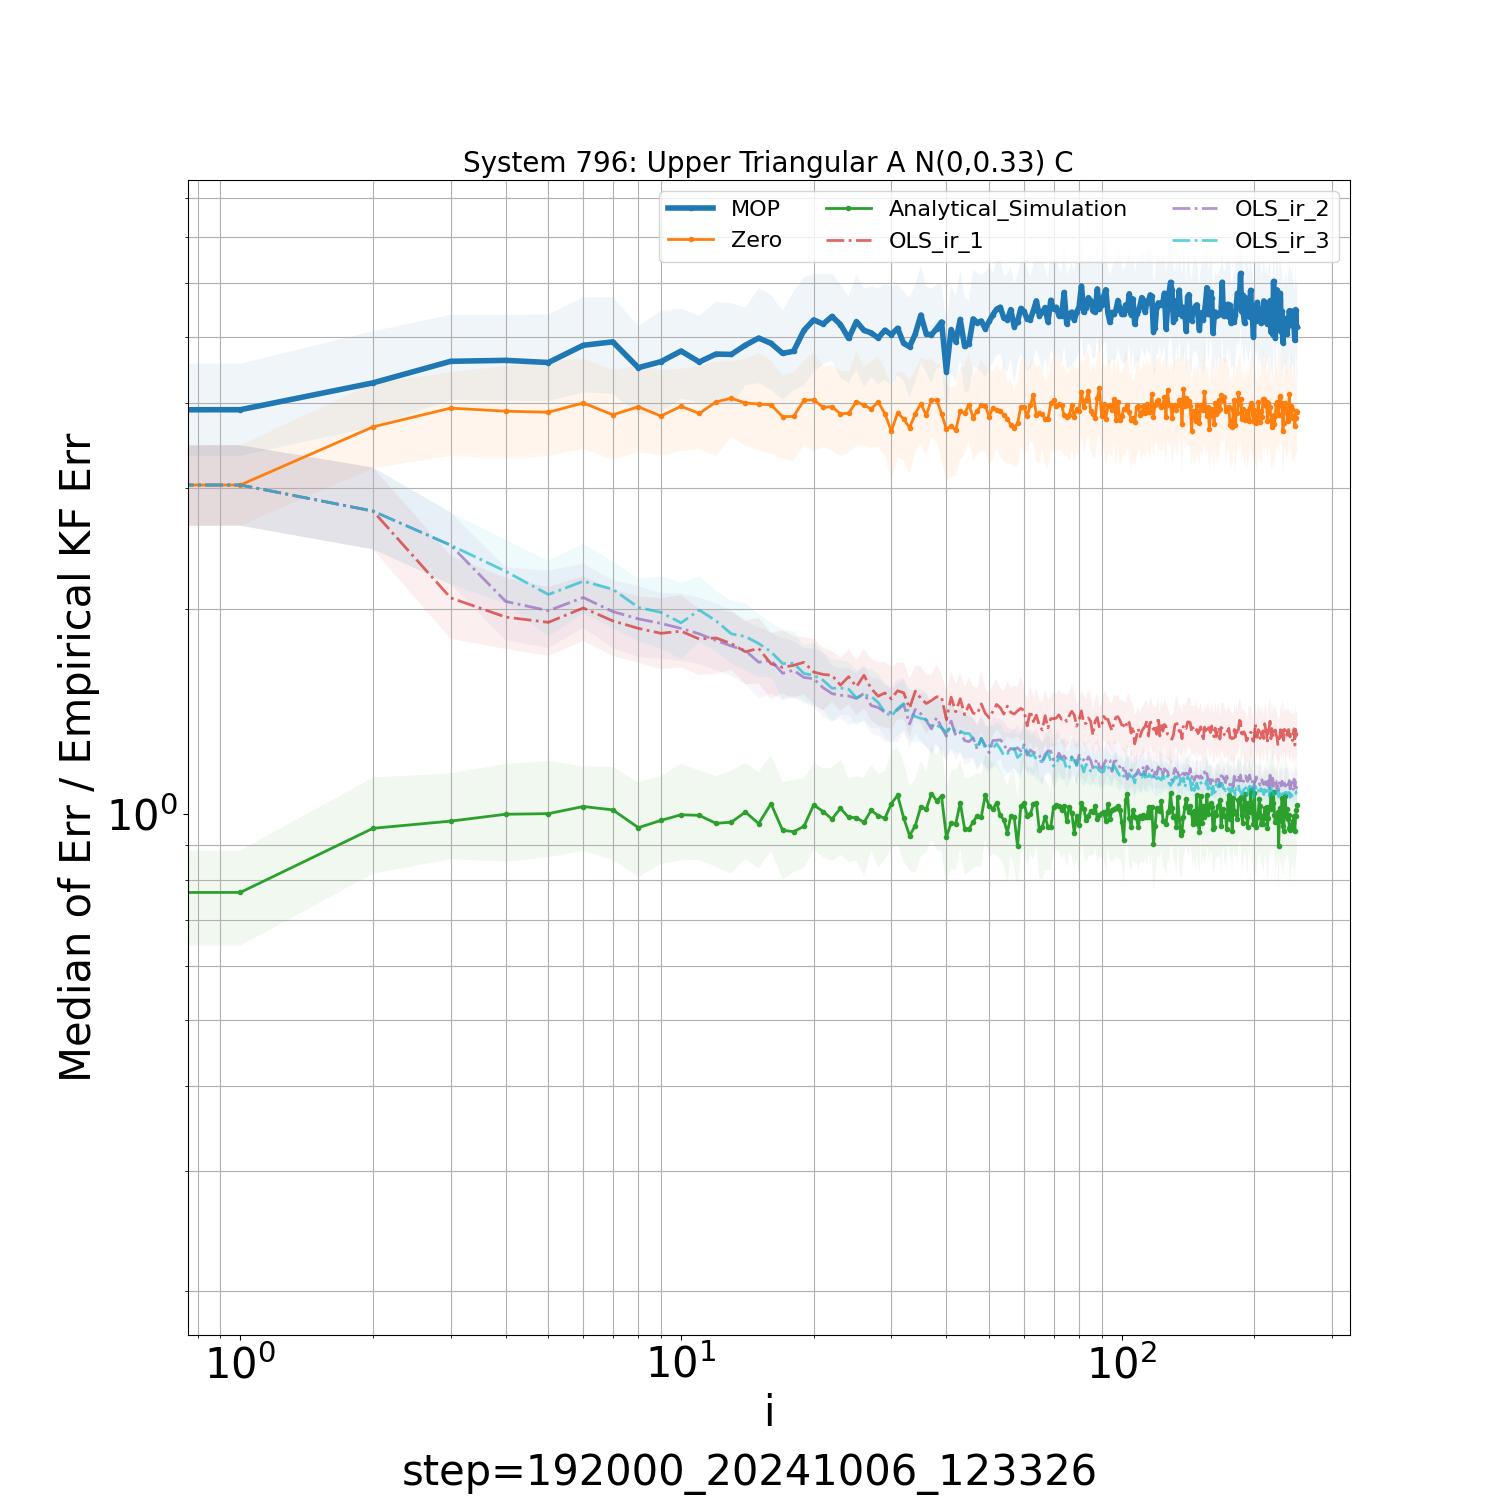 System 796: Upper Triangular A N(0,0.33) C
MOP
Zero
Analytical_Simulation
OLS_ir_1
OLS_ir_2
OLS_ir_3
Median of Err / Empirical KF Err
10⁰
10⁰ 10¹ 10²
i
step=192000_20241006_123326